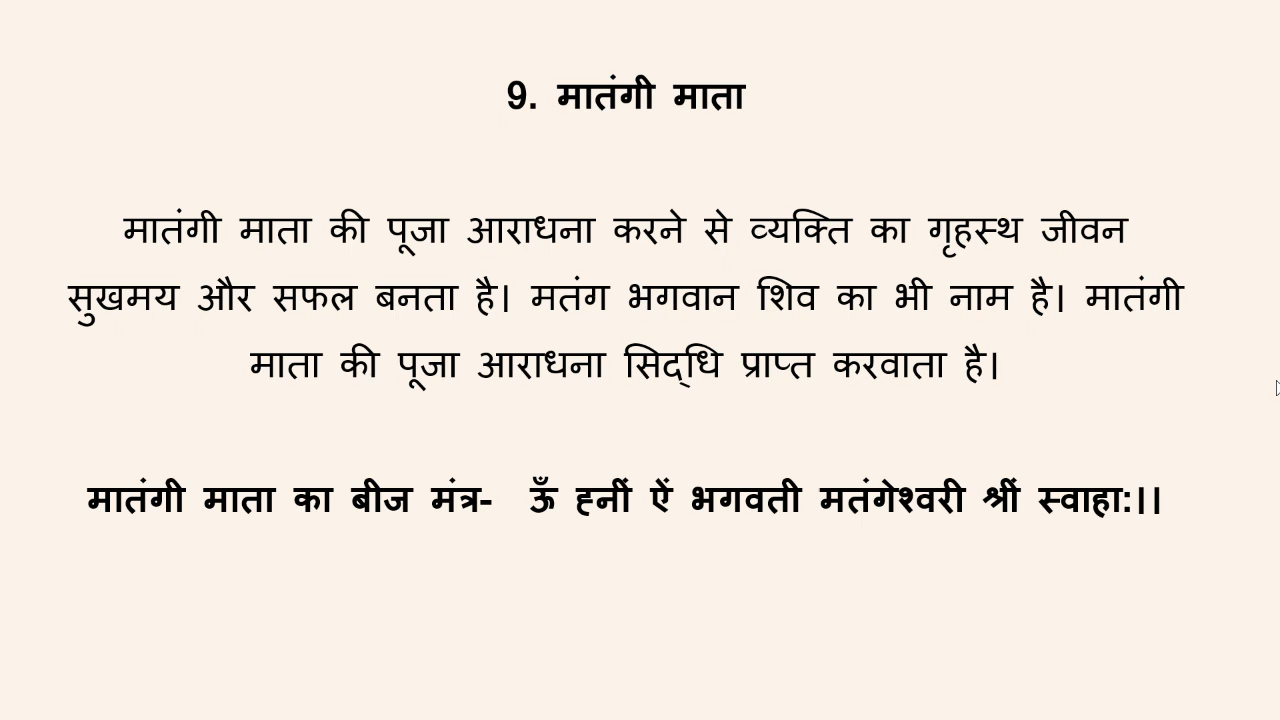 9. मातंगी माता
मातंगी माता की पूजा आराधना करने से व्यक्ति का गृहस्थ जीवन
सुखमय और सफल बनता है। मतंग भगवान शिव का भी नाम है। मातंगी
माता की पूजा आराधना सिद्धि प्राप्त करवाता है।
मातंगी माता का बीज मंत्र- ऊँ ह्नीं ऐं भगवती मतंगेश्वरी श्रीं स्वाहा:।।